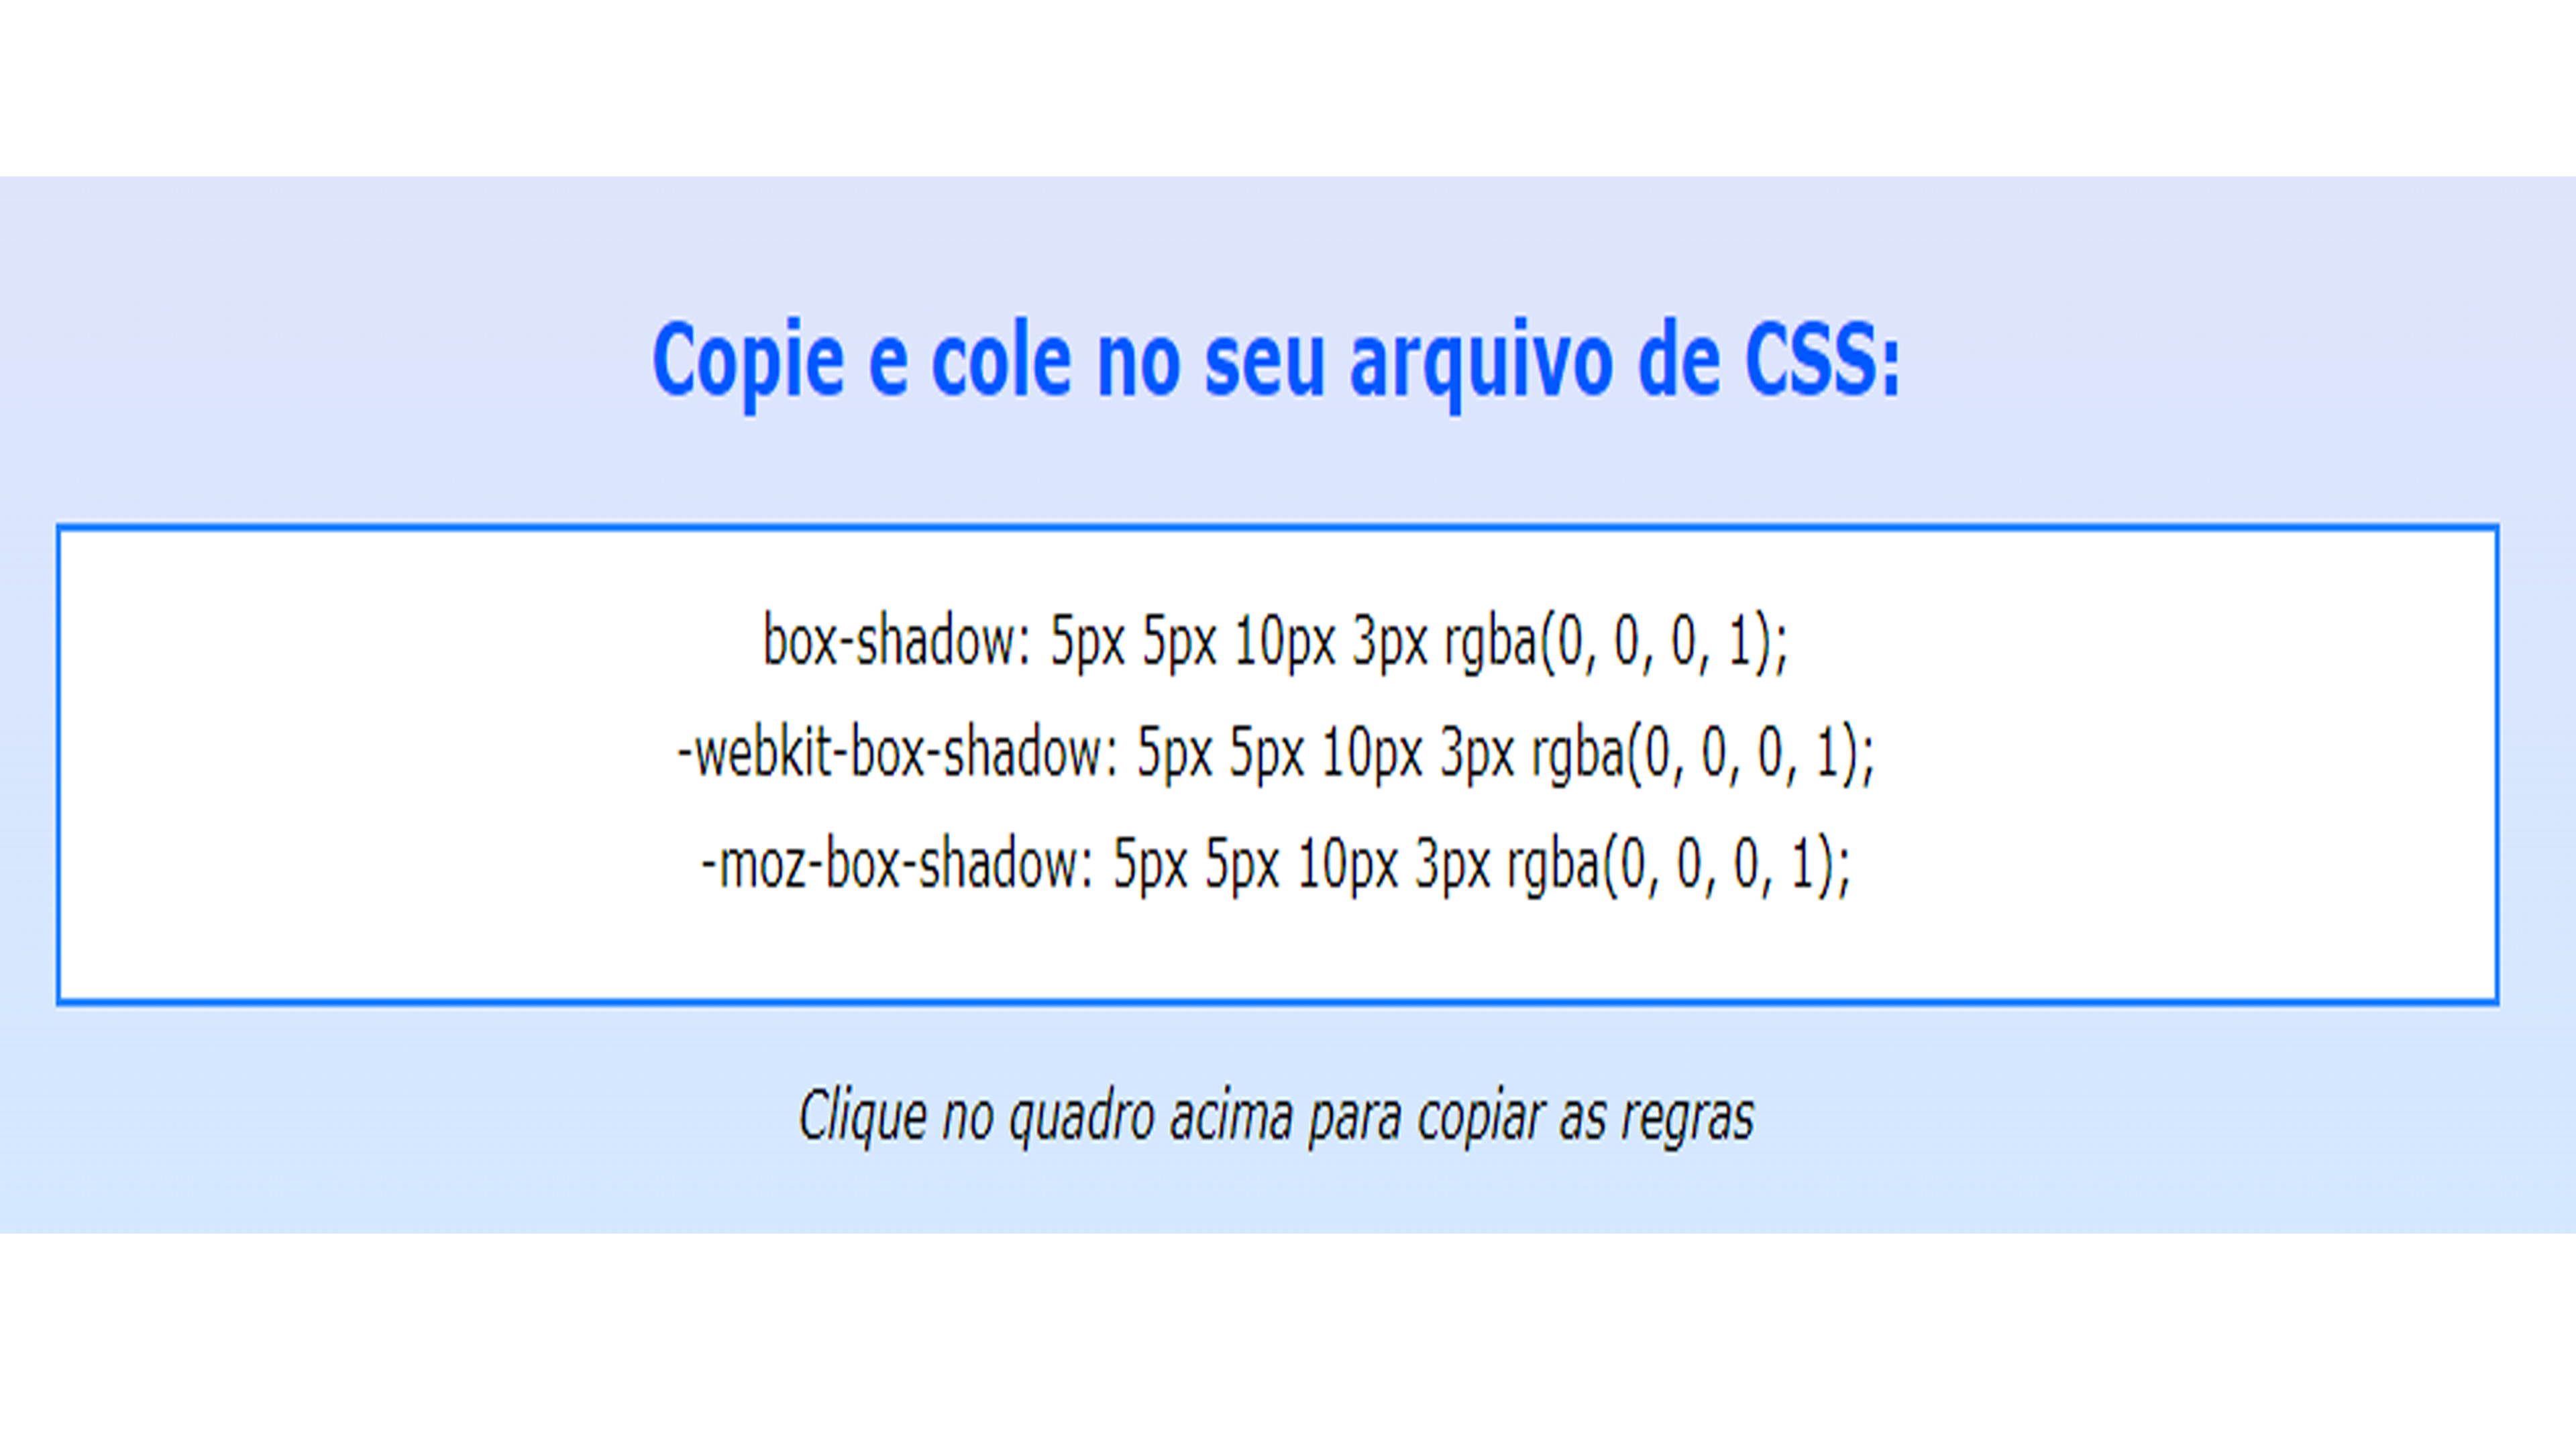 Copie e cole no seu arquivo de CSS:
box-shadow: 5px 5px 10px 3px rgba(0, 0, 0, 1);
-webkit-box-shadow: 5px 5px 10px 3px rgba(0, 0, 0, 1);
-moz-box-shadow: 5px 5px 10px 3px rgba(0, 0, 0, 1);
Clique no quadro acima para copiar as regras